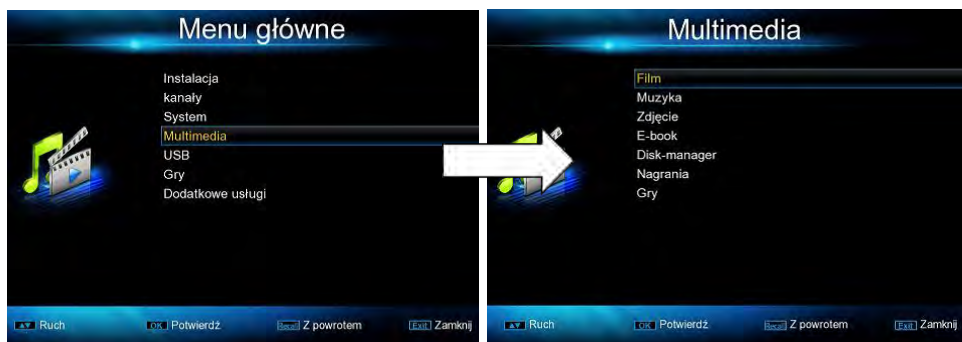 Menu główne
Instalacja
kanały
System
Multimedia
USB
Gry
Dodatkowe usługi
Ruch
OK Potwierdź
Recall Z powrotem
Exit Zamknij
Multimedia
Film
Muzyka
Zdjęcie
E-book
Disk-manager
Nagrania
Gry
Ruch
OK Potwierdź
Recall Z powrotem
Exit Zamknij